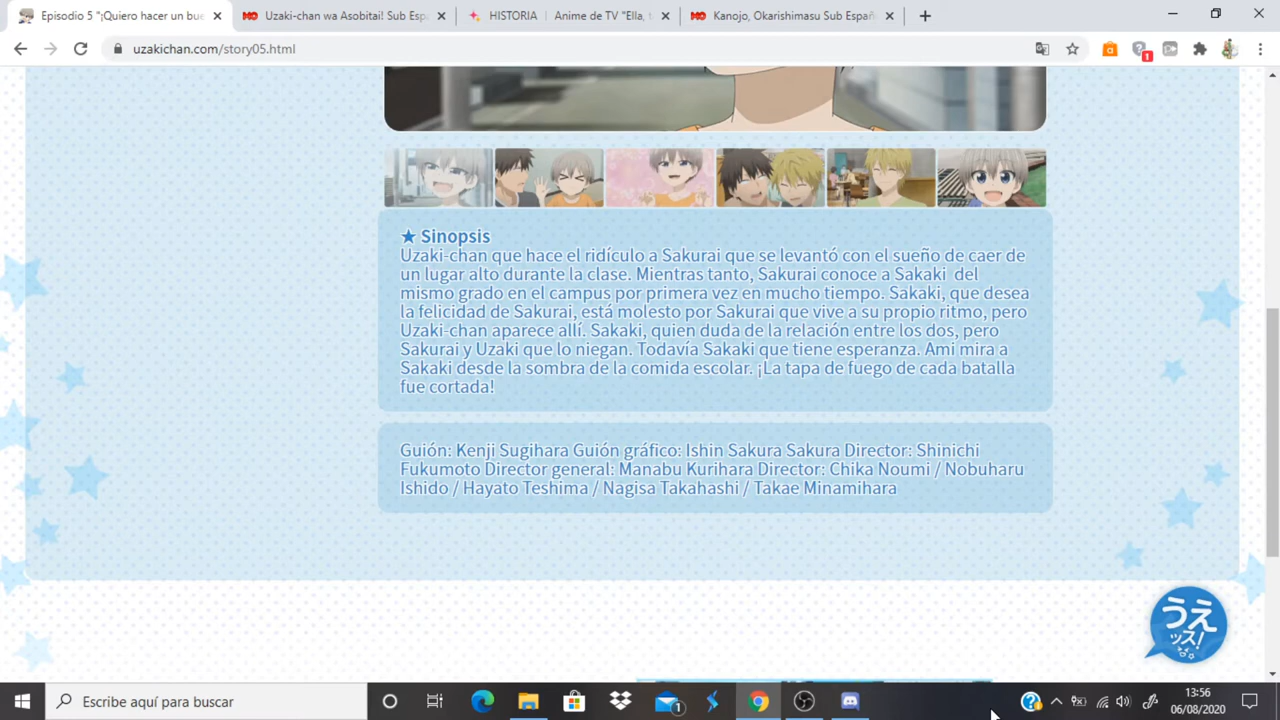 Episodio 5 "¡Quiero hacer un bue
Uzaki-chan wa Asobitai! Sub Esp
HISTORIA | Anime de TV "Ella, t
Kanojo, Okarishimasu Sub Españ
uzakichan.com/story05.html
1
★ Sinopsis
Uzaki-chan que hace el ridículo a Sakurai que se levantó con el sueño de caer de
un lugar alto durante la clase. Mientras tanto, Sakurai conoce a Sakaki del
mismo grado en el campus por primera vez en mucho tiempo. Sakaki, que desea
la felicidad de Sakurai, está molesto por Sakurai que vive a su propio ritmo, pero
Uzaki-chan aparece allí. Sakaki, quien duda de la relación entre los dos, pero
Sakurai y Uzaki que lo niegan. Todavía Sakaki que tiene esperanza. Ami mira a
Sakaki desde la sombra de la comida escolar. ¡La tapa de fuego de cada batalla
fue cortada!
Guión: Kenji Sugihara Guión gráfico: Ishin Sakura Sakura Director: Shinichi
Fukumoto Director general: Manabu Kurihara Director: Chika Noumi / Nobuharu
Ishido / Hayato Teshima / Nagisa Takahashi / Takae Minamihara
うえ
ッス!
Escribe aquí para buscar
1
13:56
06/08/2020